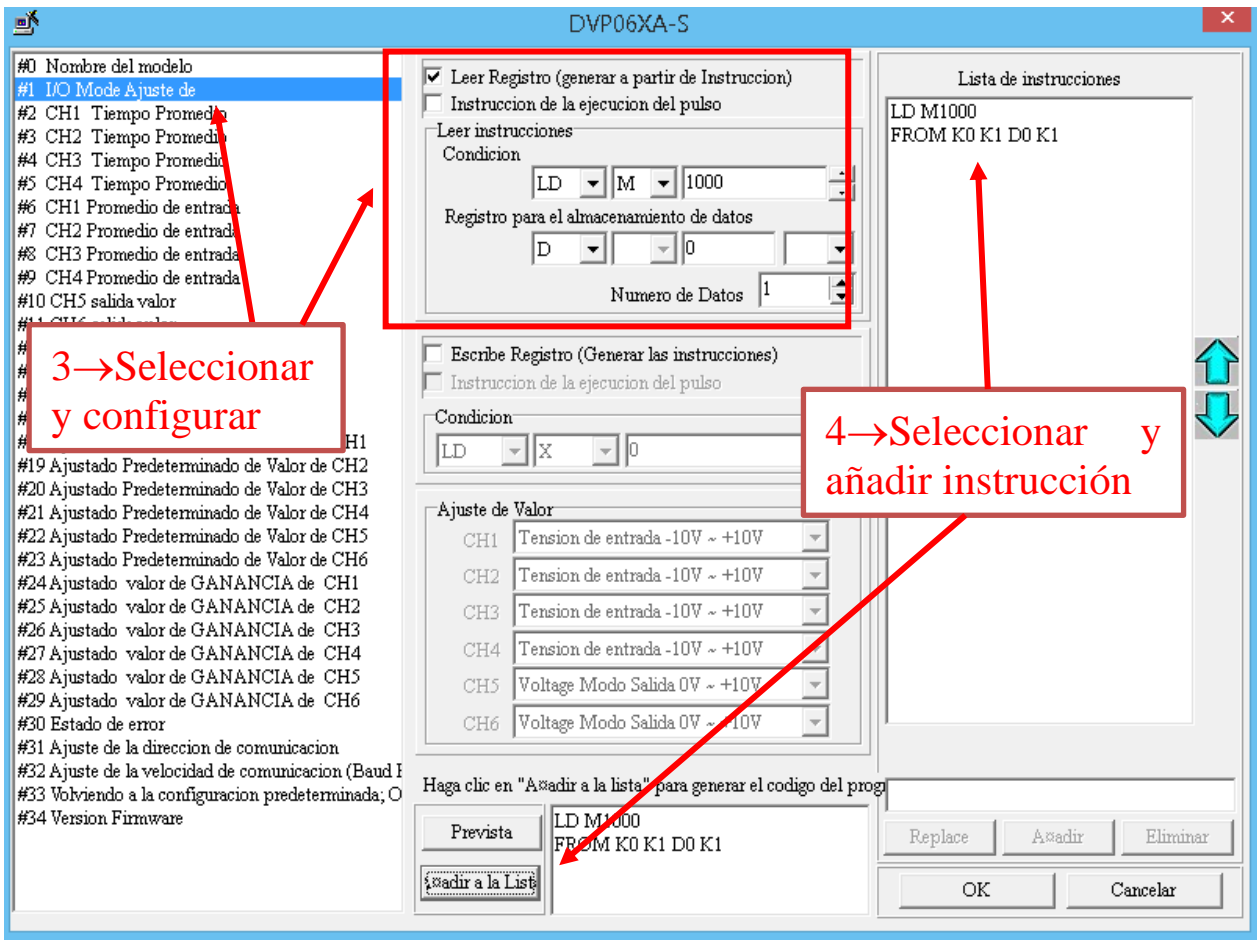 DVP06XA-S
#0 Nombre del modelo
#1 I/O Mode Ajuste de
#2 CH1 Tiempo Promedio
#3 CH2 Tiempo Promedio
#4 CH3 Tiempo Promedio
#5 CH4 Tiempo Promedio
#6 CH1 Promedio de entrada
#7 CH2 Promedio de entrada
#8 CH3 Promedio de entrada
#9 CH4 Promedio de entrada
#10 CH5 salida valor
3→Seleccionar
y configurar
H1
#19 Ajustado Predeterminado de Valor de CH2
#20 Ajustado Predeterminado de Valor de CH3
#21 Ajustado Predeterminado de Valor de CH4
#22 Ajustado Predeterminado de Valor de CH5
#23 Ajustado Predeterminado de Valor de CH6
#24 Ajustado valor de GANANCIA de CH1
#25 Ajustado valor de GANANCIA de CH2
#26 Ajustado valor de GANANCIA de CH3
#27 Ajustado valor de GANANCIA de CH4
#28 Ajustado valor de GANANCIA de CH5
#29 Ajustado valor de GANANCIA de CH6
#30 Estado de error
#31 Ajuste de la direccion de comunicacion
#32 Ajuste de la velocidad de comunicacion (Baud
#33 Volviendo a la configuracion predeterminada; O
#34 Version Firmware
Leer Registro (generar a partir de Instruccion)
Instruccion de la ejecucion del pulso
Leer instrucciones
Condicion
LD M 1000
Registro para el almacenamiento de datos
D 0
Numero de Datos 1
Escribe Registro (Generar las instrucciones)
Instruccion de la ejecucion del pulso
Condicion
LD X 0
Ajuste de Valor
CH1 Tension de entrada -10V ~ +10V
CH2 Tension de entrada -10V ~ +10V
CH3 Tension de entrada -10V ~ +10V
CH4 Tension de entrada -10V ~ +10V
CH5 Voltage Modo Salida 0V ~ +10V
CH6 Voltage Modo Salida 0V ~ +10V
Haga clic en "A¤adir a la lista" para generar el codigo del prog
Prevista
¤adir a la List
LD M1000
FROM K0 K1 D0 K1
Lista de instrucciones
LD M1000
FROM K0 K1 D0 K1
4→Seleccionar y
añadir instrucción
Replace A¤adir Eliminar
OK Cancelar